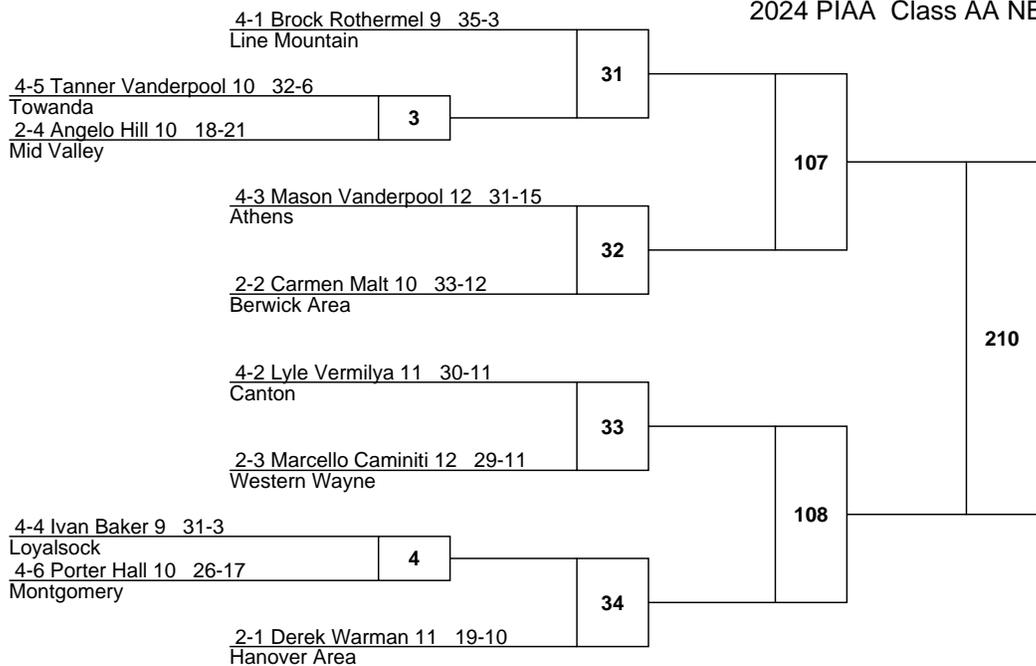 2024 PIAA Class AA NE
4-1 Brock Rothermel 9 35-3
Line Mountain
31
4-5 Tanner Vanderpool 10 32-6
Towanda
3
2-4 Angelo Hill 10 18-21
Mid Valley
107
4-3 Mason Vanderpool 12 31-15
Athens
32
2-2 Carmen Malt 10 33-12
Berwick Area
210
4-2 Lyle Vermilya 11 30-11
Canton
33
2-3 Marcello Caminiti 12 29-11
Western Wayne
108
4-4 Ivan Baker 9 31-3
Loyalsock
4
4-6 Porter Hall 10 26-17
Montgomery
34
2-1 Derek Warman 11 19-10
Hanover Area